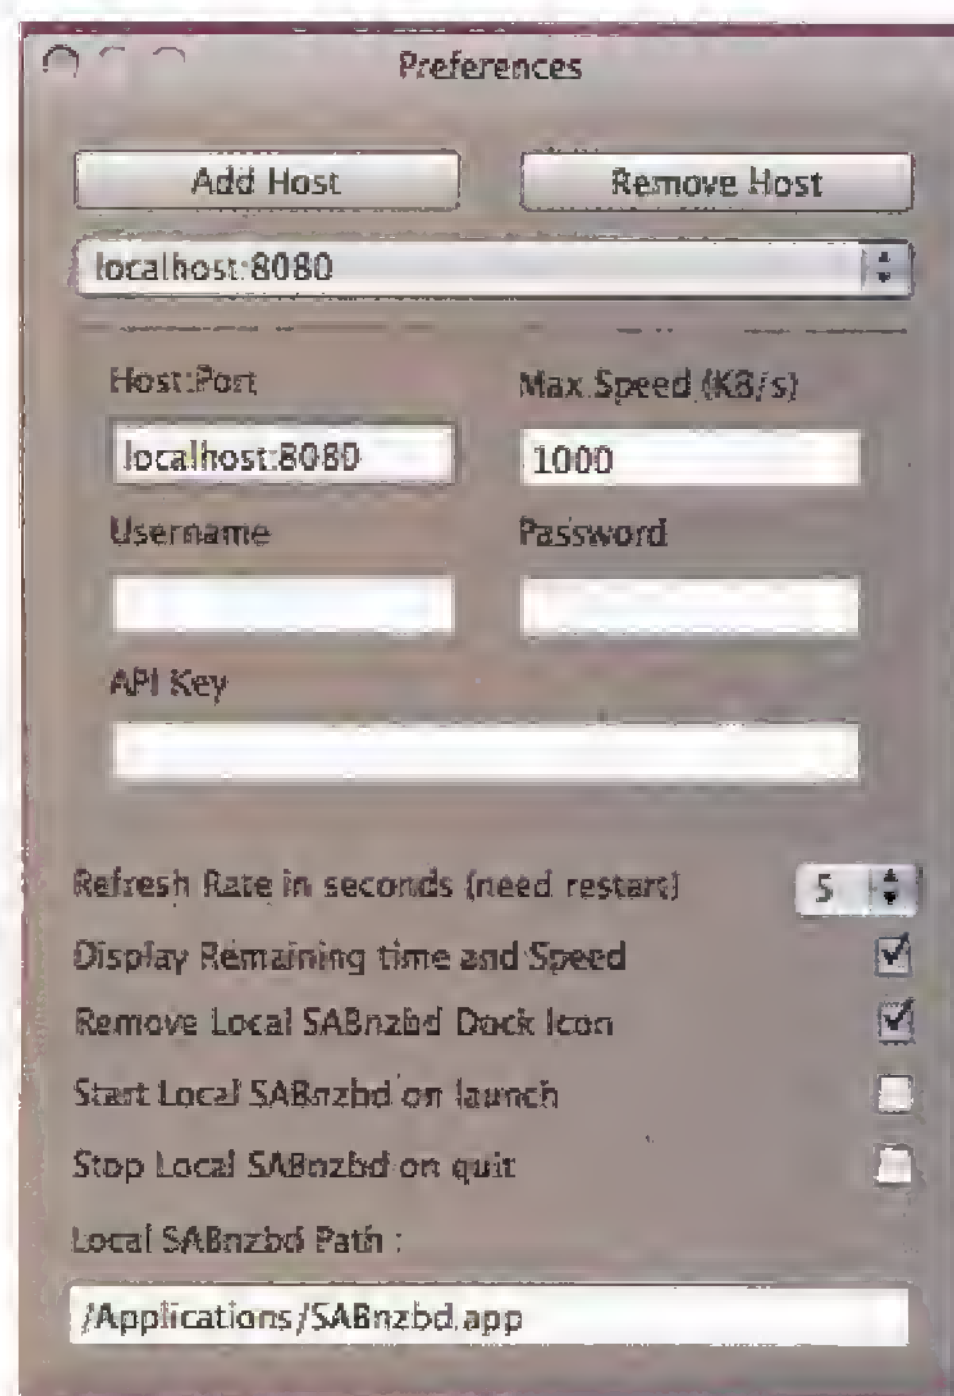 Preferences
Add Host Remove Host
localhost:8080
Host:Port Max Speed (KB/s)
localhost:8080 1000
Username Password
API Key
Refresh Rate in seconds (need restart) 5
Display Remaining time and Speed
Remove Local SABnzbd Dock Icon
Start Local SABnzbd on launch
Stop Local SABnzbd on quit
Local SABnzbd Path :
/Applications/SABnzbd.app